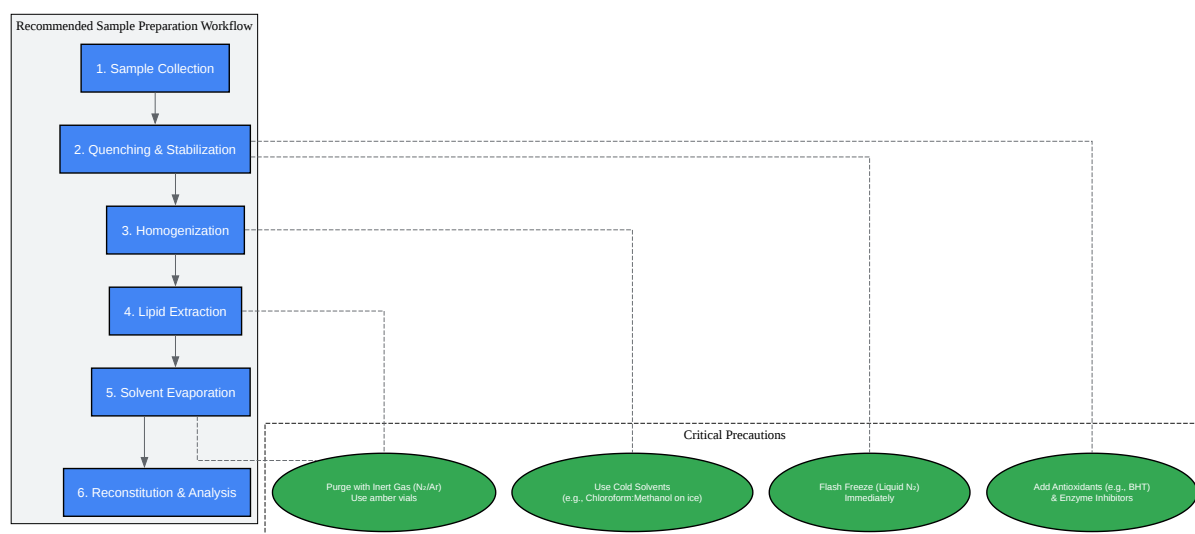 Recommended Sample Preparation Workflow
1. Sample Collection
2. Quenching & Stabilization
3. Homogenization
4. Lipid Extraction
5. Solvent Evaporation
6. Reconstitution & Analysis
Critical Precautions
Purge with Inert Gas (N₂/Ar)
Use amber vials
Use Cold Solvents
(e.g., Chloroform:Methanol on ice)
Flash Freeze (Liquid N₂)
Immediately
Add Antioxidants (e.g., BHT)
& Enzyme Inhibitors